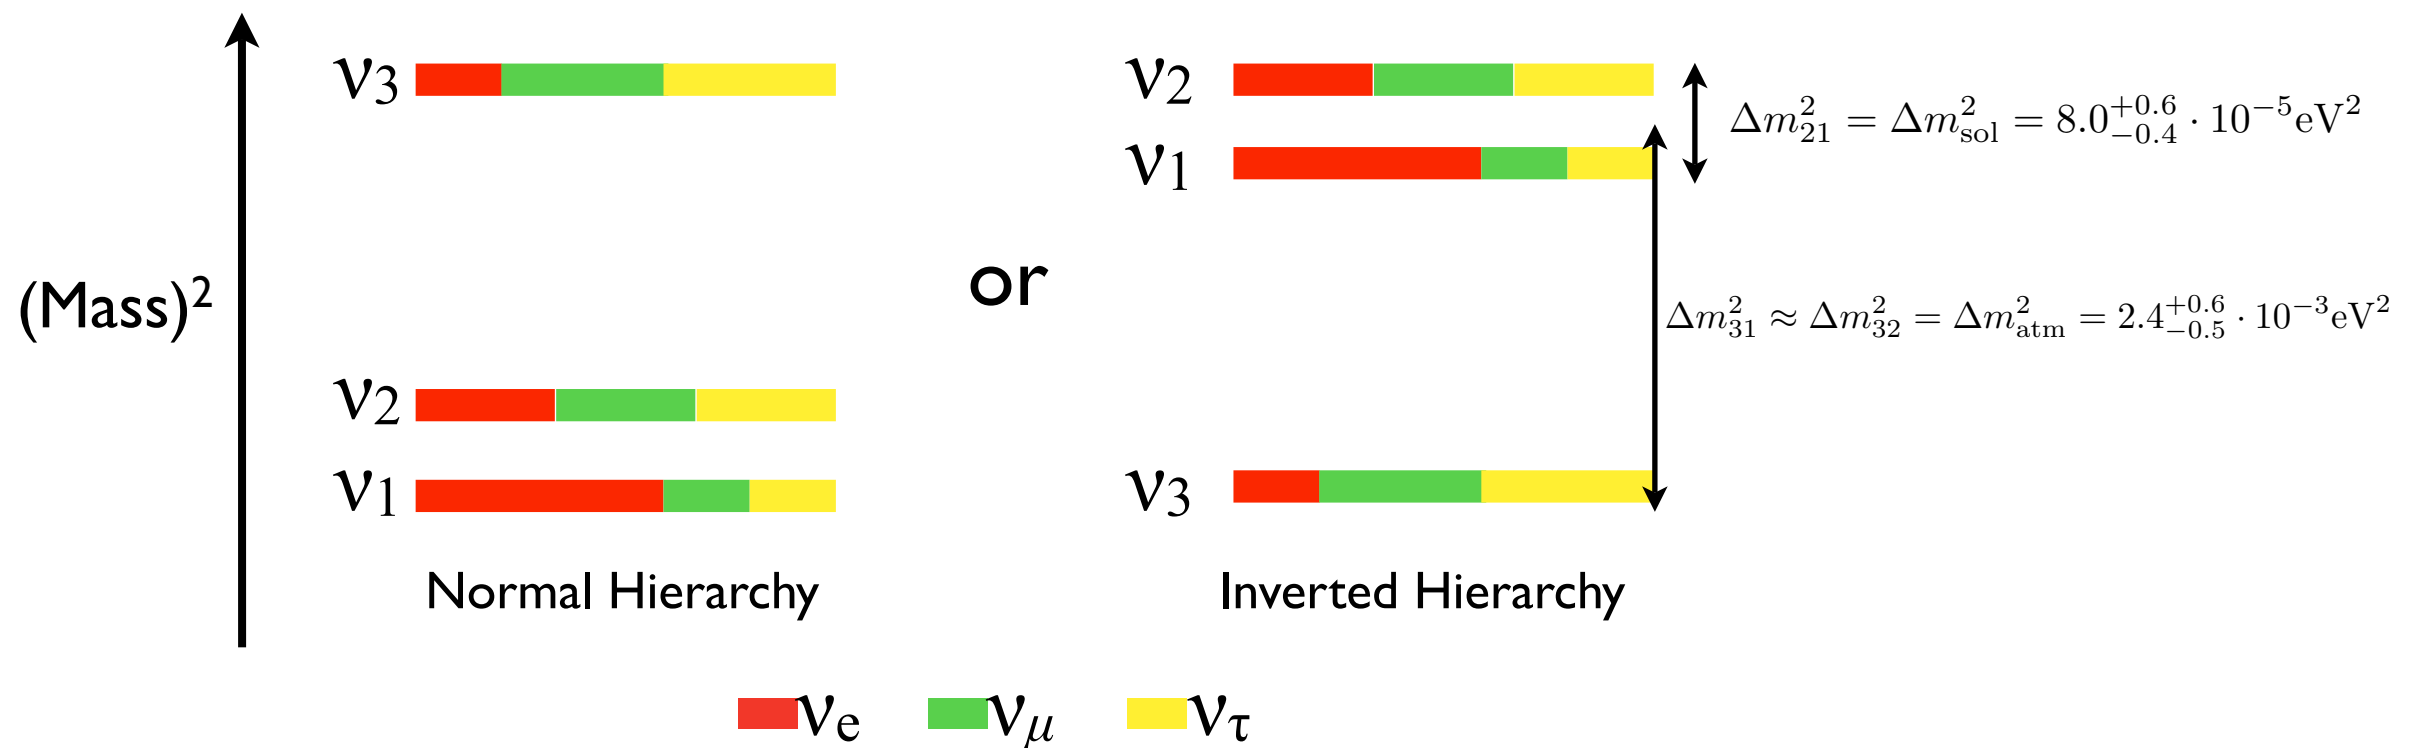 ν3
ν2
Δm²₂₁ = Δm²sol = 8.0 +0.6 −0.4 · 10⁻⁵eV²
ν1
or
(Mass)²
Δm²₃₁ ≈ Δm²₃₂ = Δm²atm = 2.4 +0.6 −0.5 · 10⁻³eV²
ν2
ν1
ν3
Normal Hierarchy
Inverted Hierarchy
νe
νμ
ντ